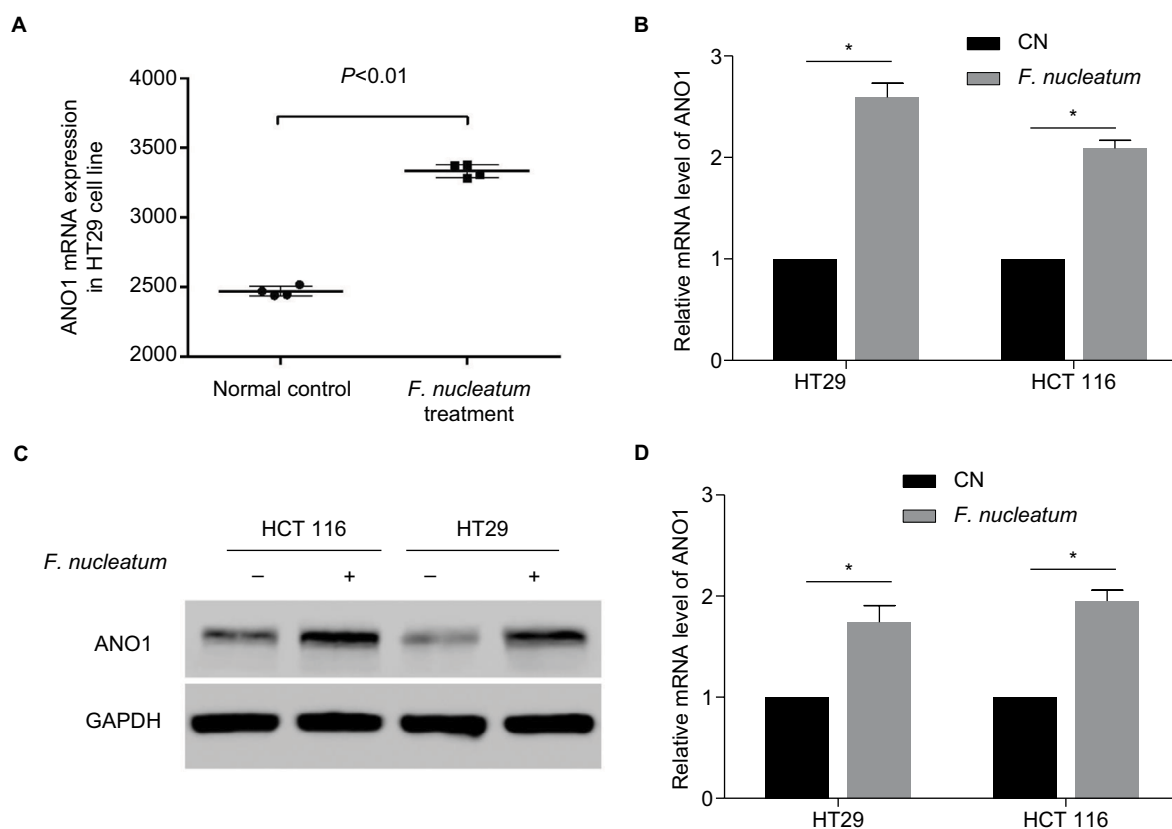 A
ANO1 mRNA expression
in HT29 cell line
4000
3500
3000
2500
2000
P<0.01
Normal control
F. nucleatum
treatment
B
Relative mRNA level of ANO1
3
2
1
0
CN
F. nucleatum
*
*
HT29
HCT 116
C
HCT 116
HT29
F. nucleatum
–
+
–
+
ANO1
GAPDH
D
Relative mRNA level of ANO1
3
2
1
0
CN
F. nucleatum
*
*
HT29
HCT 116